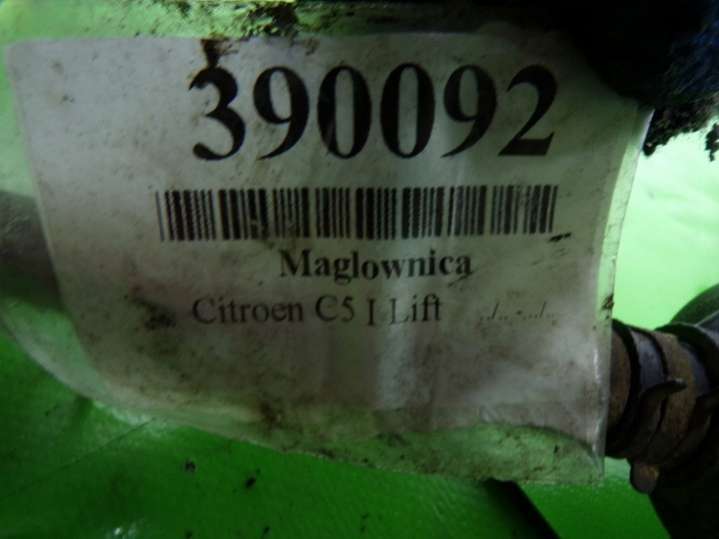 390092
Maglownica
Citroen C5 I Lift ../.. -../..